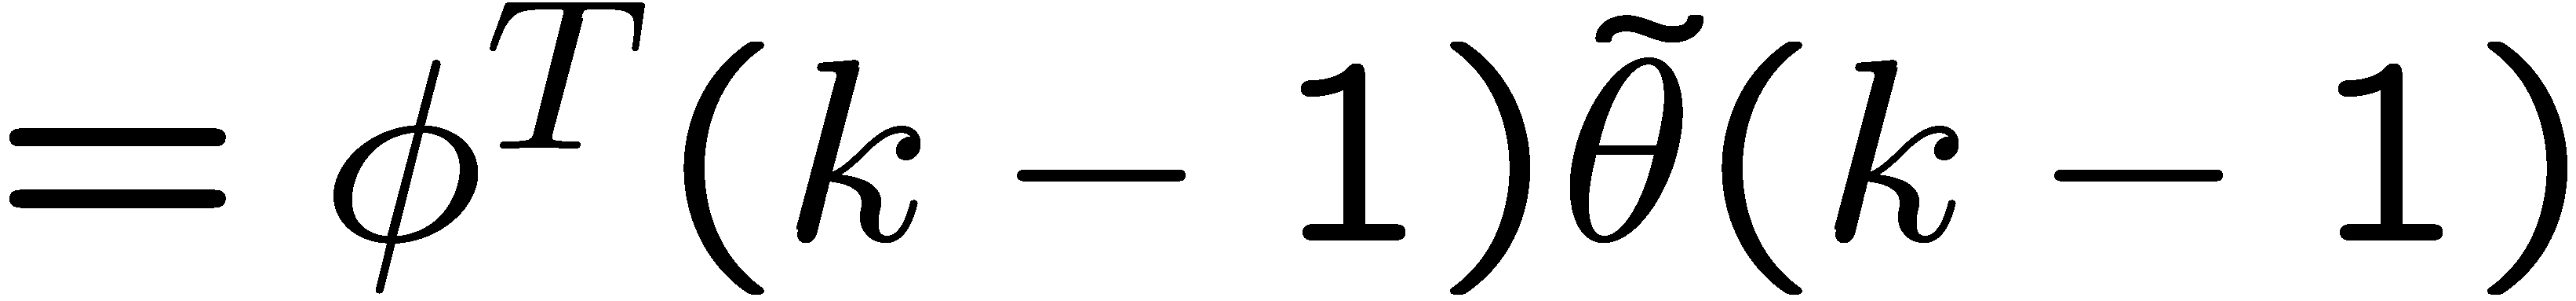 = ϕ^T(k − 1)θ̃(k − 1)